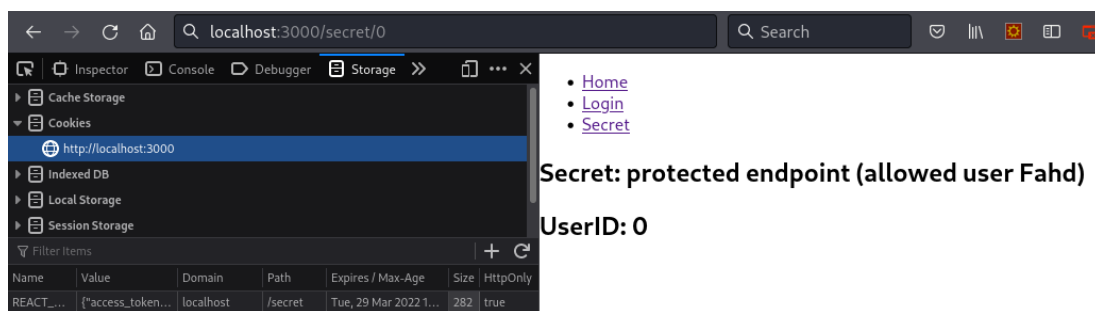 localhost:3000/secret/0
Search
Inspector Console Debugger Storage
Cache Storage
Cookies
http://localhost:3000
Indexed DB
Local Storage
Session Storage
Filter Items
Name Value Domain Path Expires / Max-Age Size HttpOnly
REACT_... {"access_token... localhost /secret Tue, 29 Mar 2022 1... 282 true
Home
Login
Secret
Secret: protected endpoint (allowed user Fahd)
UserID: 0